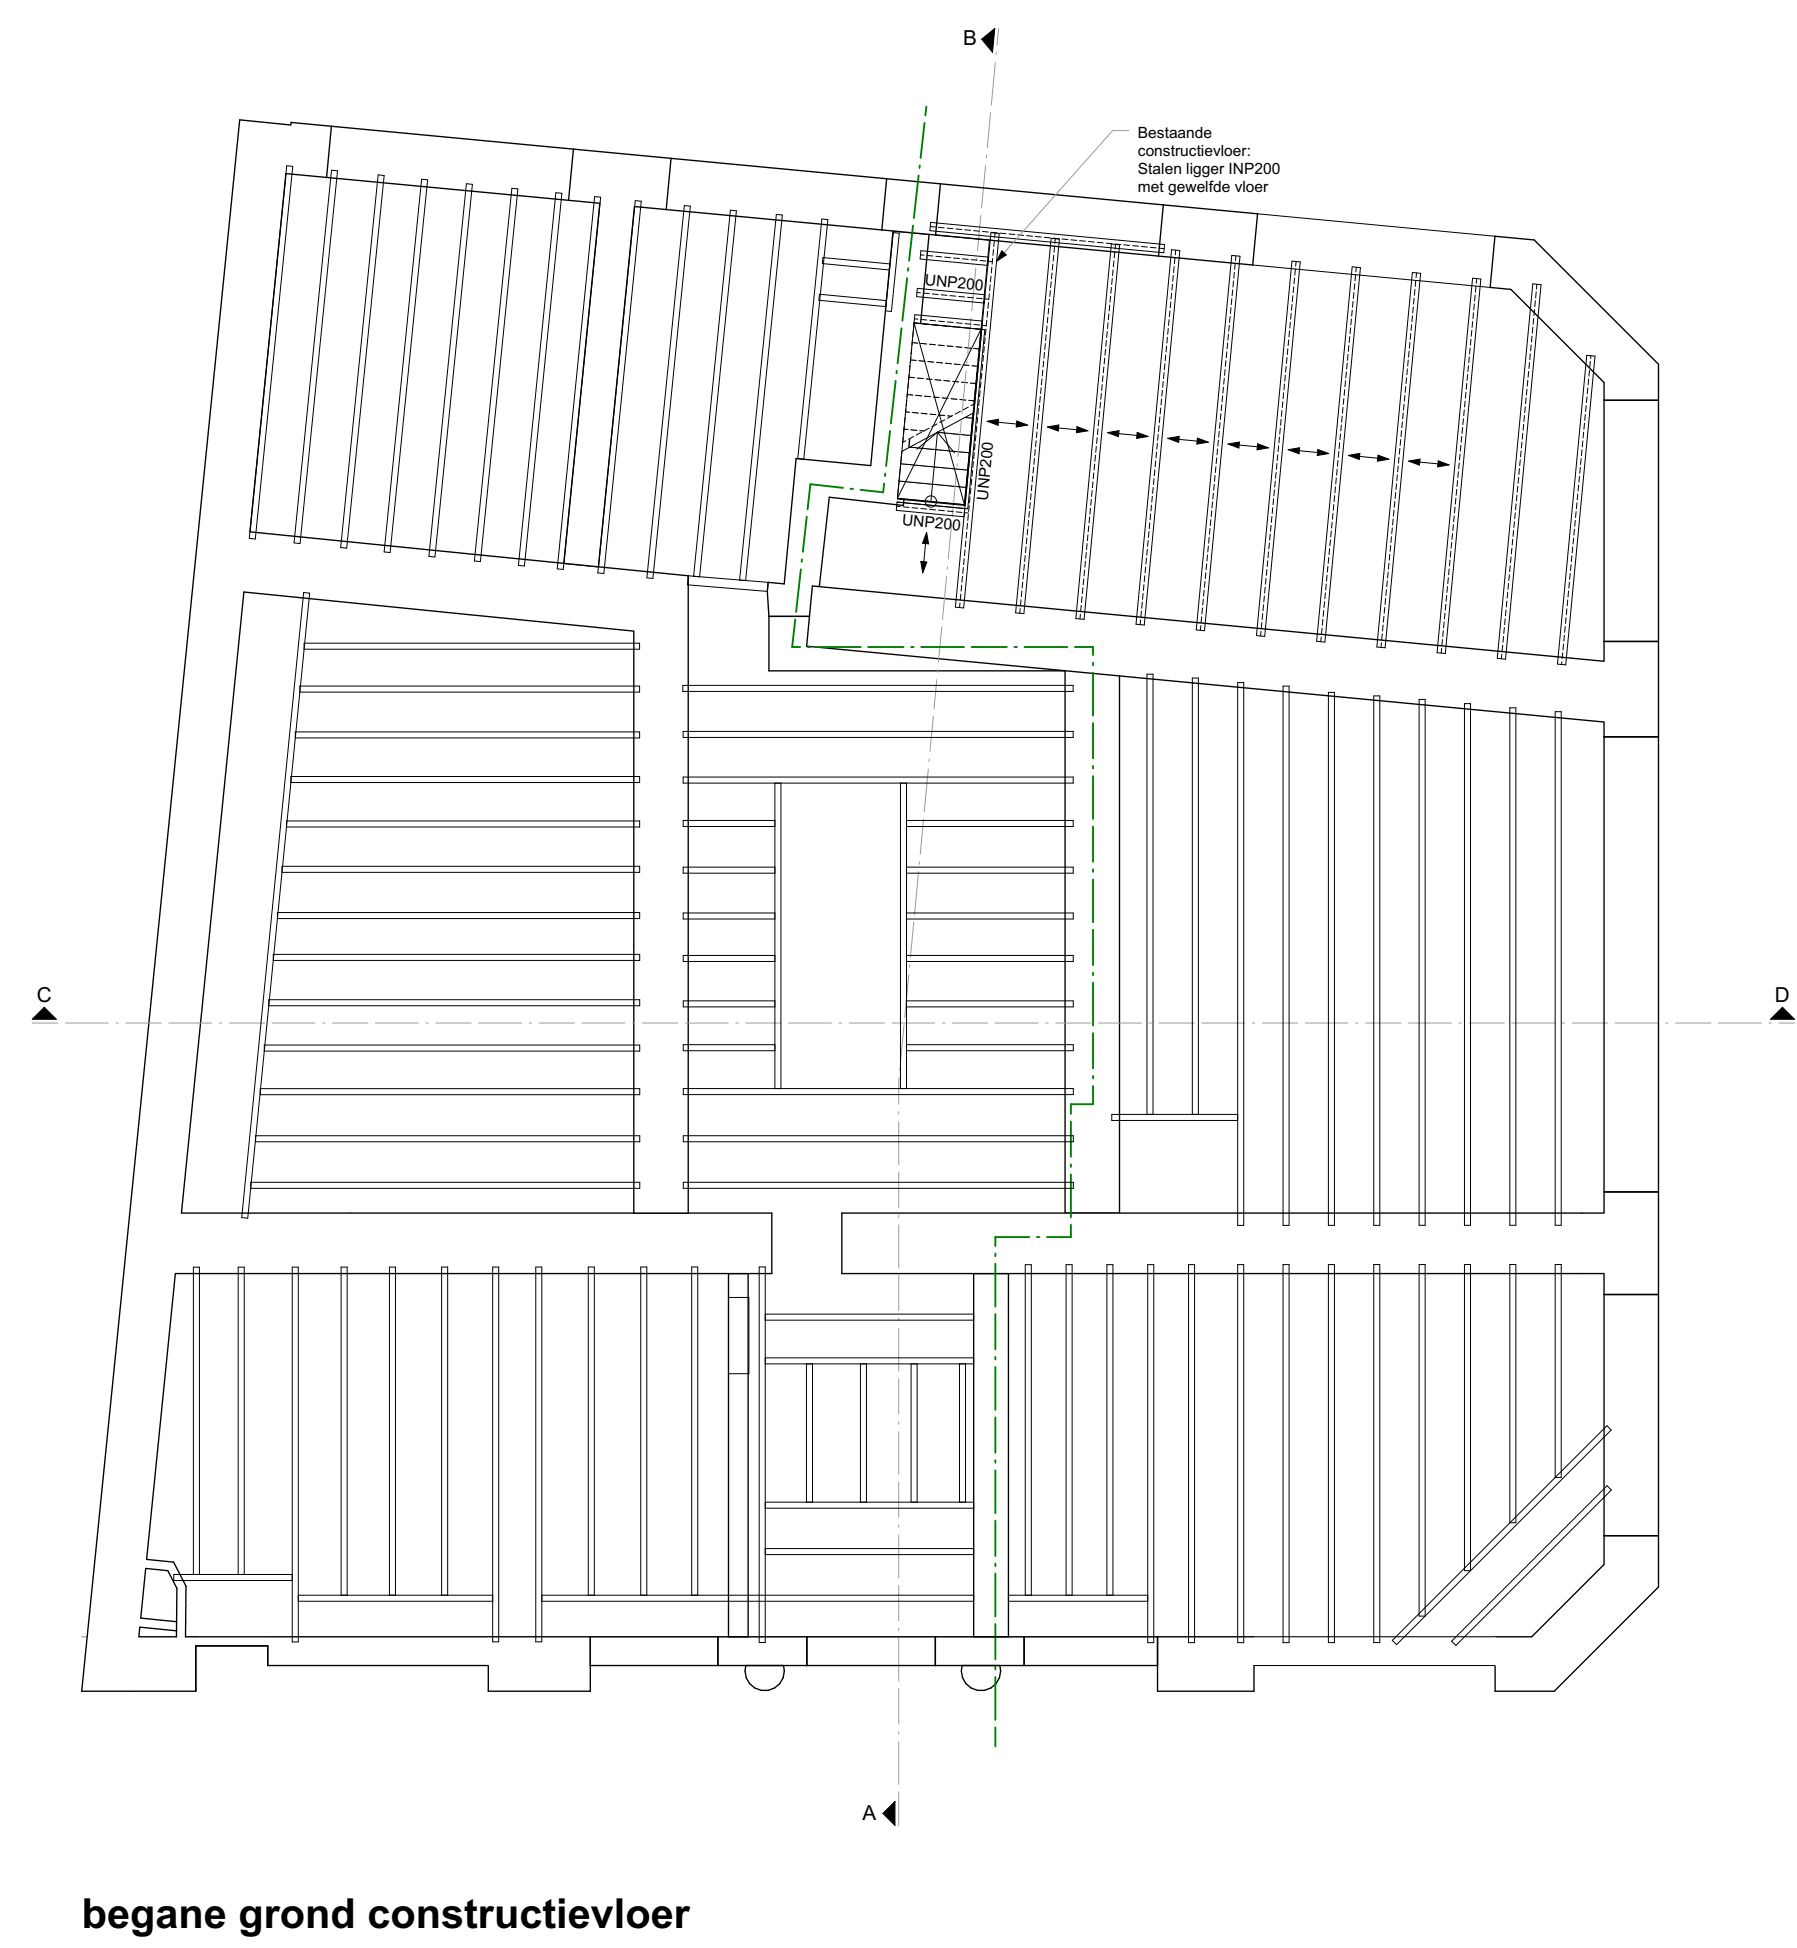 B
Bestaande
constructievloer:
Stalen ligger INP200
met gewelfde vloer
UNP200
UNP200
UNP200
C
D
A
begane grond constructievloer